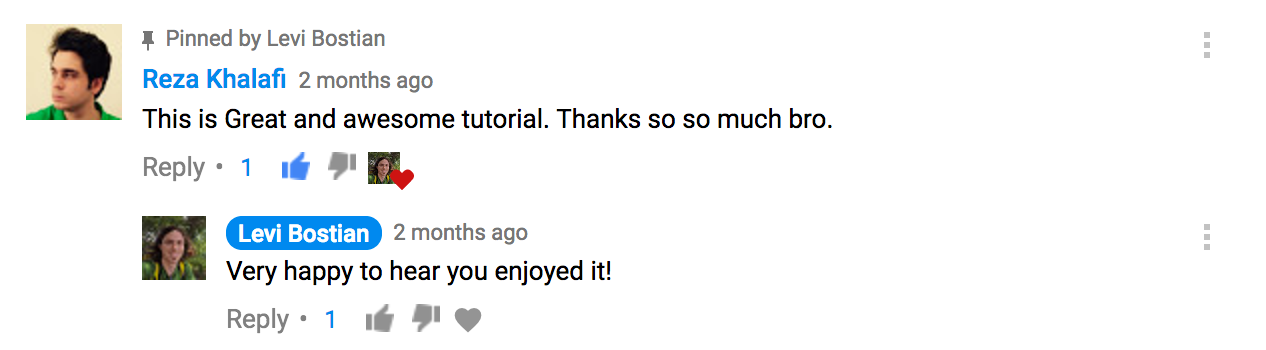 Pinned by Levi Bostian
Reza Khalafi 2 months ago
This is Great and awesome tutorial. Thanks so so much bro.
Reply • 1
Levi Bostian 2 months ago
Very happy to hear you enjoyed it!
Reply • 1